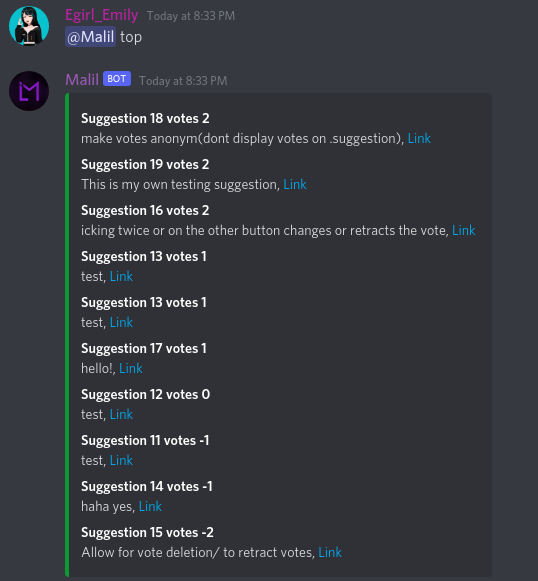 Egirl_Emily Today at 8:33 PM
@Malil top
Malil BOT Today at 8:33 PM
Suggestion 18 votes 2
make votes anonym(dont display votes on .suggestion), Link
Suggestion 19 votes 2
This is my own testing suggestion, Link
Suggestion 16 votes 2
icking twice or on the other button changes or retracts the vote, Link
Suggestion 13 votes 1
test, Link
Suggestion 13 votes 1
test, Link
Suggestion 17 votes 1
hello!, Link
Suggestion 12 votes 0
test, Link
Suggestion 11 votes -1
test, Link
Suggestion 14 votes -1
haha yes, Link
Suggestion 15 votes -2
Allow for vote deletion/ to retract votes, Link